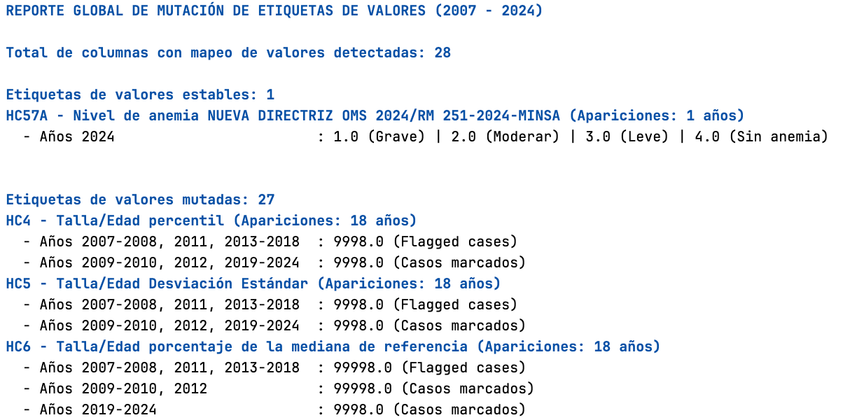 REPORTE GLOBAL DE MUTACIÓN DE ETIQUETAS DE VALORES (2007 - 2024)
Total de columnas con mapeo de valores detectadas: 28
Etiquetas de valores estables: 1
HC57A - Nivel de anemia NUEVA DIRECTRIZ OMS 2024/RM 251-2024-MINSA (Apariciones: 1 años)
- Años 2024 : 1.0 (Grave) | 2.0 (Moderar) | 3.0 (Leve) | 4.0 (Sin anemia)
Etiquetas de valores mutadas: 27
HC4 - Talla/Edad percentil (Apariciones: 18 años)
- Años 2007-2008, 2011, 2013-2018 : 9998.0 (Flagged cases)
- Años 2009-2010, 2012, 2019-2024 : 9998.0 (Casos marcados)
HC5 - Talla/Edad Desviación Estándar (Apariciones: 18 años)
- Años 2007-2008, 2011, 2013-2018 : 9998.0 (Flagged cases)
- Años 2009-2010, 2012, 2019-2024 : 9998.0 (Casos marcados)
HC6 - Talla/Edad porcentaje de la mediana de referencia (Apariciones: 18 años)
- Años 2007-2008, 2011, 2013-2018 : 99998.0 (Flagged cases)
- Años 2009-2010, 2012 : 99998.0 (Casos marcados)
- Años 2019-2024 : 9998.0 (Casos marcados)